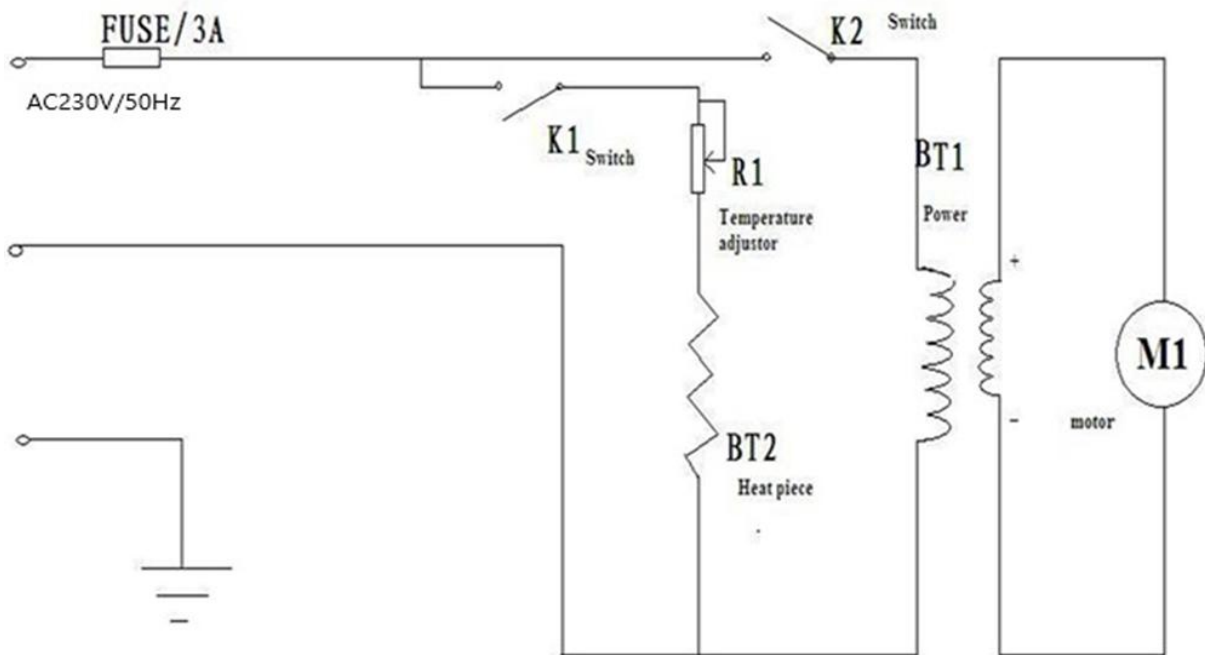 FUSE/3A
K2 Switch
AC230V/50Hz
K1 Switch
R1
BT1
Temperature
adjustor
Power
+
M1
−
motor
BT2
Heat piece